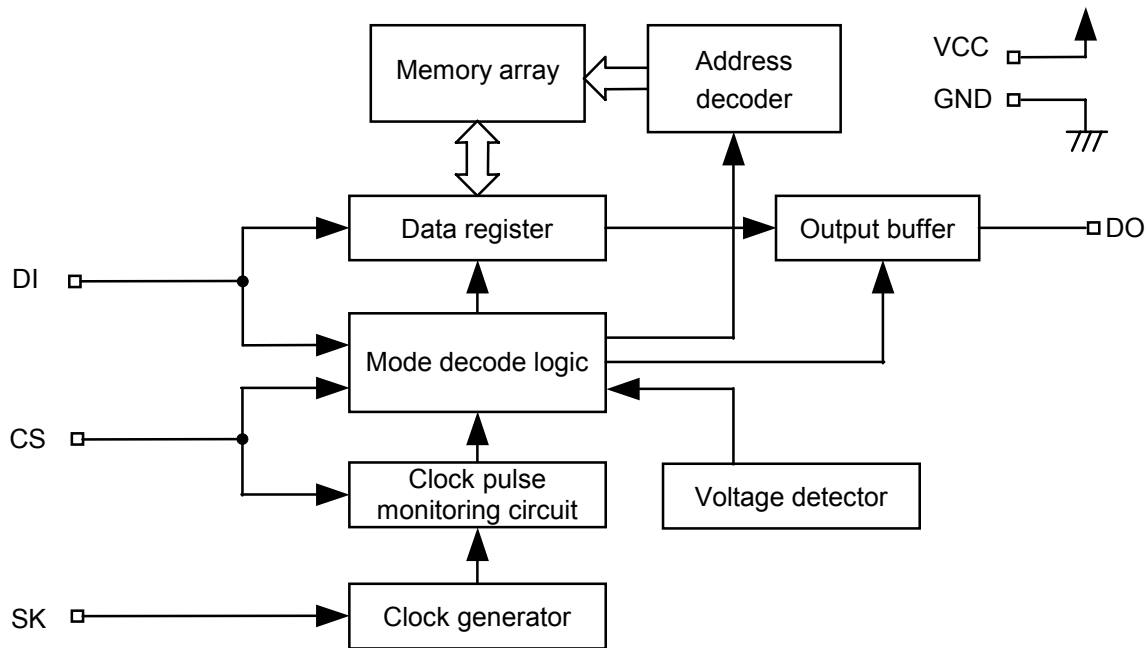 Memory array
Address
decoder
VCC
GND
Data register
Output buffer
DO
DI
Mode decode logic
CS
Clock pulse
monitoring circuit
Voltage detector
SK
Clock generator